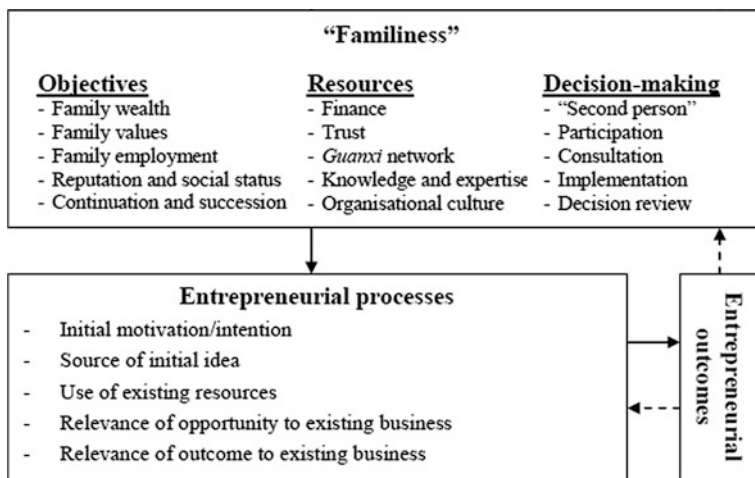 “Familiness”
Objectives
- Family wealth
- Family values
- Family employment
- Reputation and social status
- Continuation and succession
Resources
- Finance
- Trust
- Guanxi network
- Knowledge and expertise
- Organisational culture
Decision-making
- “Second person”
- Participation
- Consultation
- Implementation
- Decision review
Entrepreneurial processes
- Initial motivation/intention
- Source of initial idea
- Use of existing resources
- Relevance of opportunity to existing business
- Relevance of outcome to existing business
Entrepreneurial
outcomes